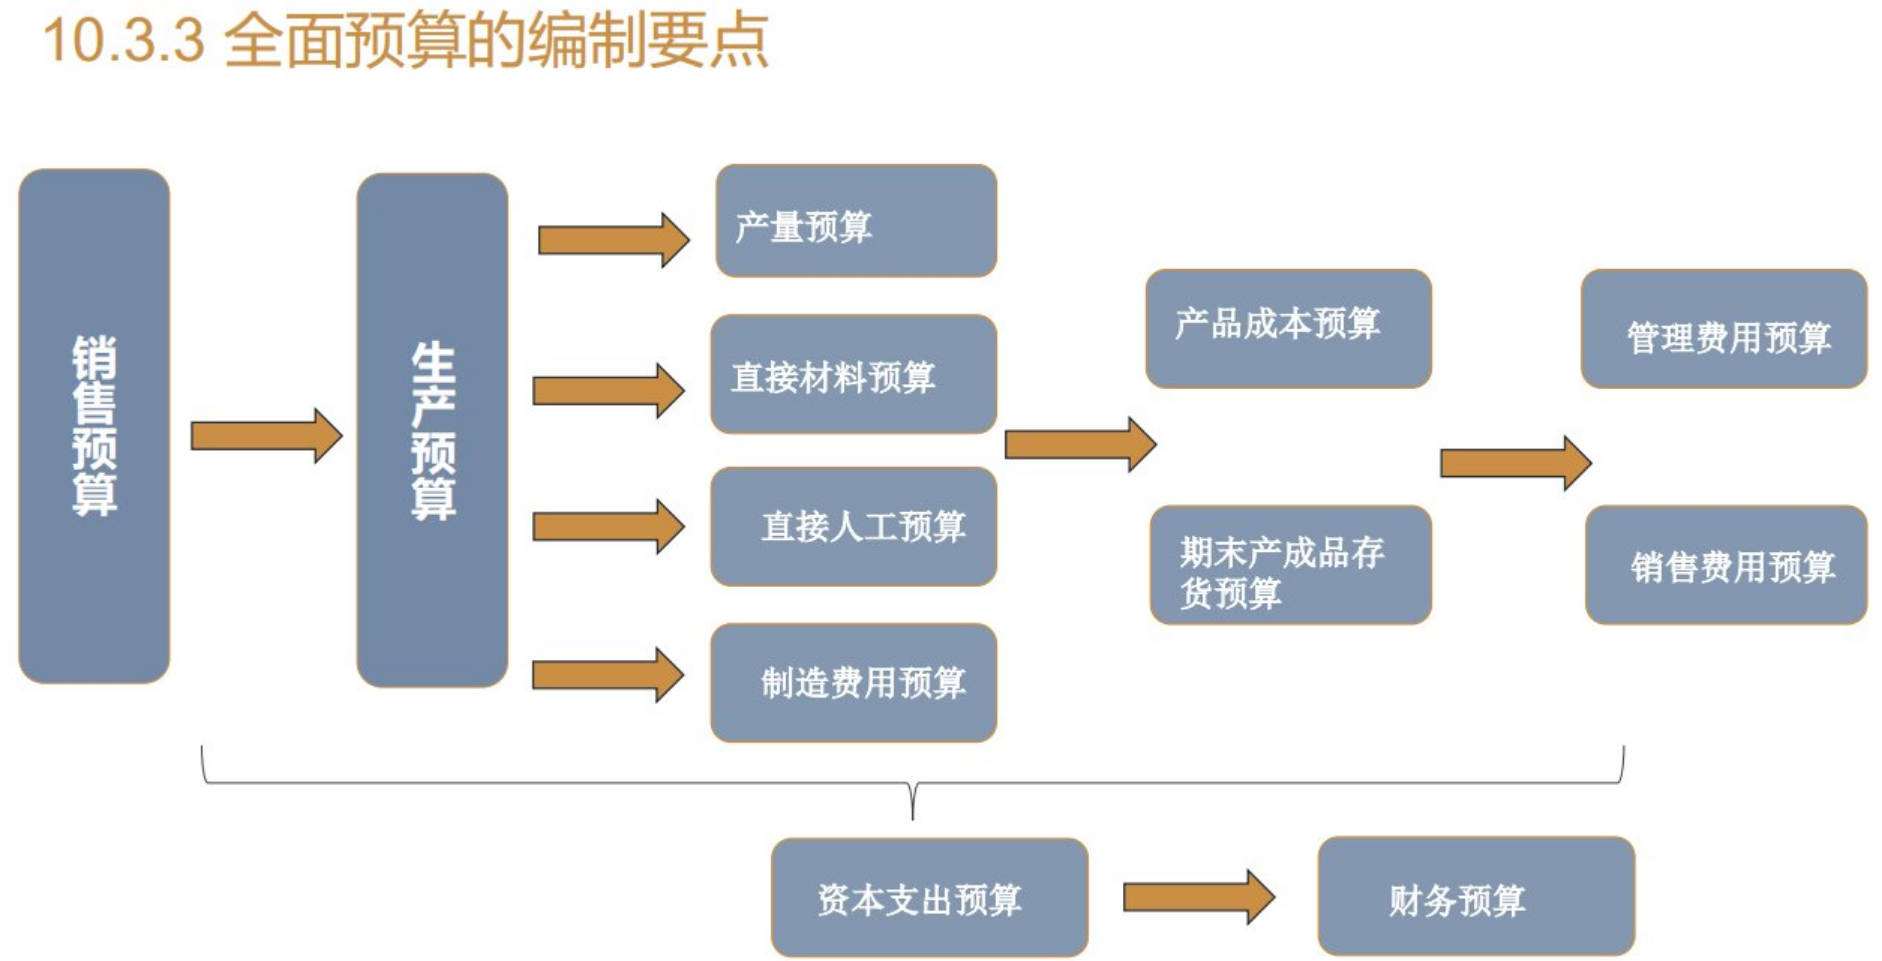 10.3.3 全面预算的编制要点
销售预算
生产预算
产量预算
直接材料预算
直接人工预算
制造费用预算
产品成本预算
期末产成品存
货预算
管理费用预算
销售费用预算
资本支出预算
财务预算